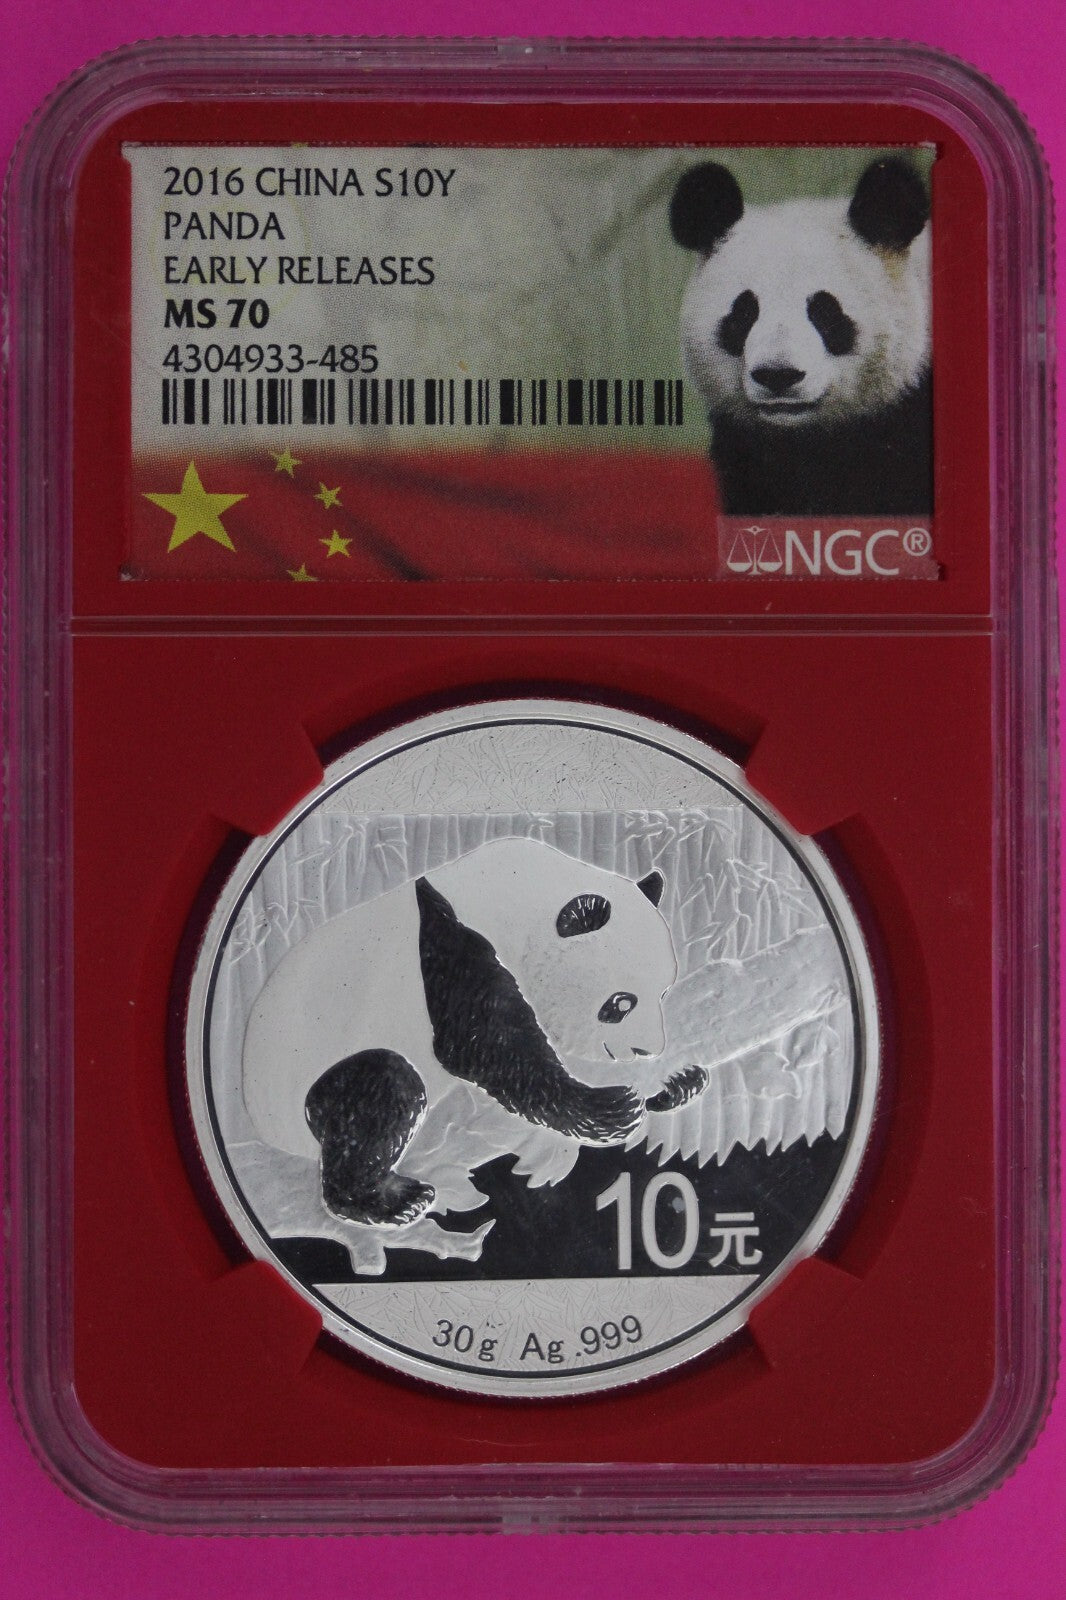 2016 CHINA S10Y
PANDA
EARLY RELEASES
MS 70
4304933-485
NGC®
10元
30g Ag .999